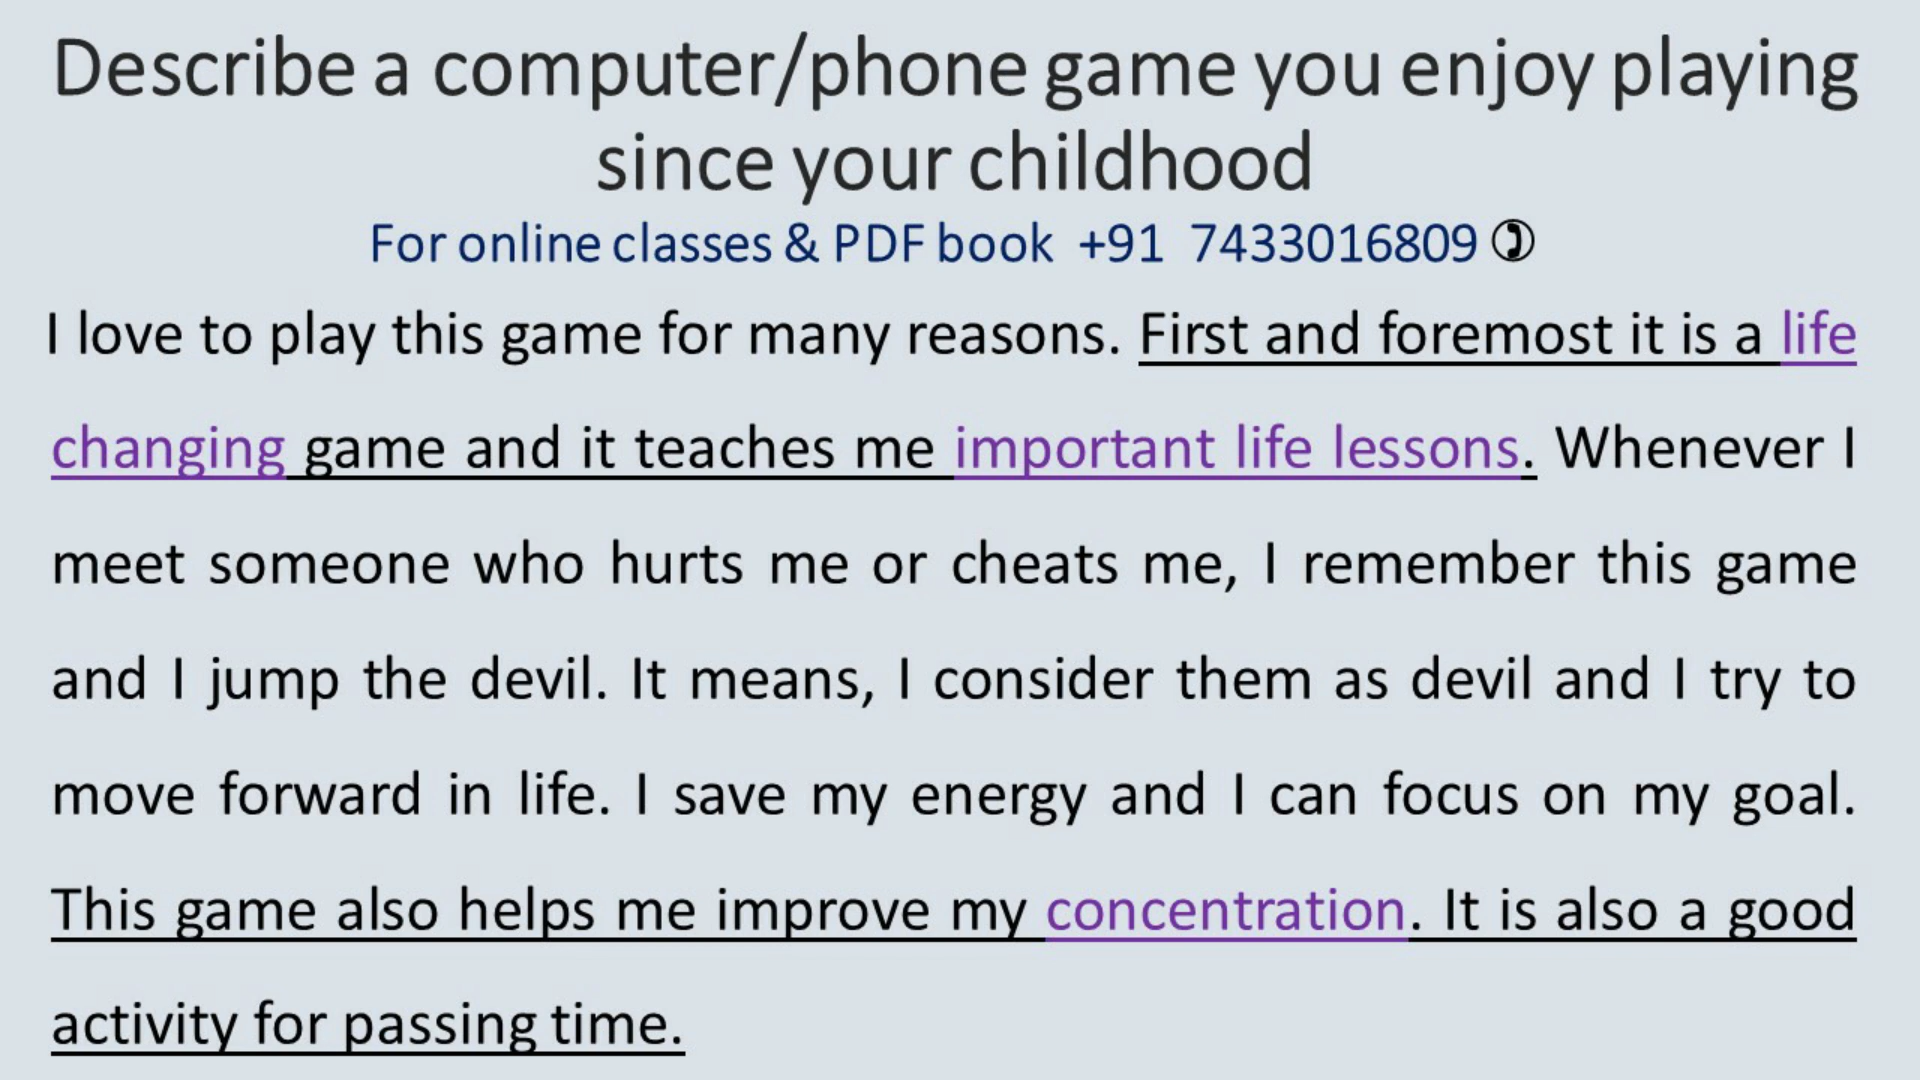 Describe a computer/phone game you enjoy playing
since your childhood
For online classes & PDF book +91 7433016809
I love to play this game for many reasons. First and foremost it is a life
changing game and it teaches me important life lessons. Whenever I
meet someone who hurts me or cheats me, I remember this game
and I jump the devil. It means, I consider them as devil and I try to
move forward in life. I save my energy and I can focus on my goal.
This game also helps me improve my concentration. It is also a good
activity for passing time.